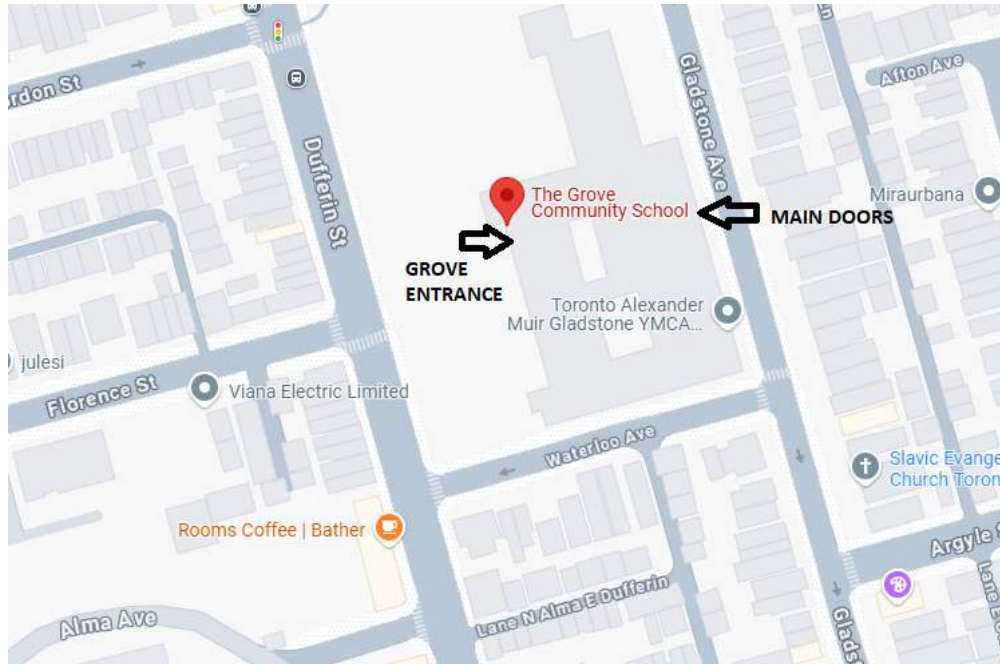 rdon St
Dufferin St
Gladstone Ave
Afton Ave
Miraurbana
The Grove
Community School
MAIN DOORS
GROVE
ENTRANCE
Toronto Alexander
Muir Gladstone YMCA...
julesi
Florence St
Viana Electric Limited
Waterloo Ave
Slavic Evange
Church Toron
Rooms Coffee | Bather
Argyle S
Lane N Alma E Dufferin
Alma Ave
Glads